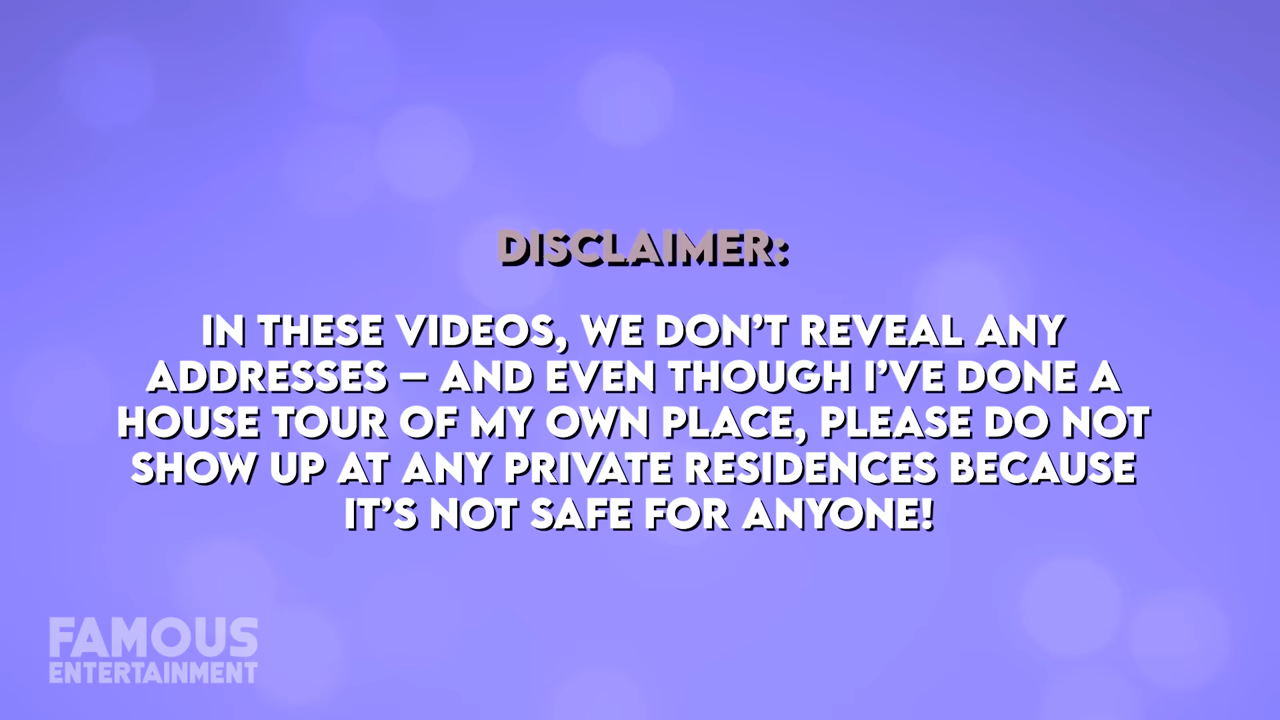 DISCLAIMER:
IN THESE VIDEOS, WE DON’T REVEAL ANY
ADDRESSES – AND EVEN THOUGH I’VE DONE A
HOUSE TOUR OF MY OWN PLACE, PLEASE DO NOT
SHOW UP AT ANY PRIVATE RESIDENCES BECAUSE
IT’S NOT SAFE FOR ANYONE!
FAMOUS
ENTERTAINMENT